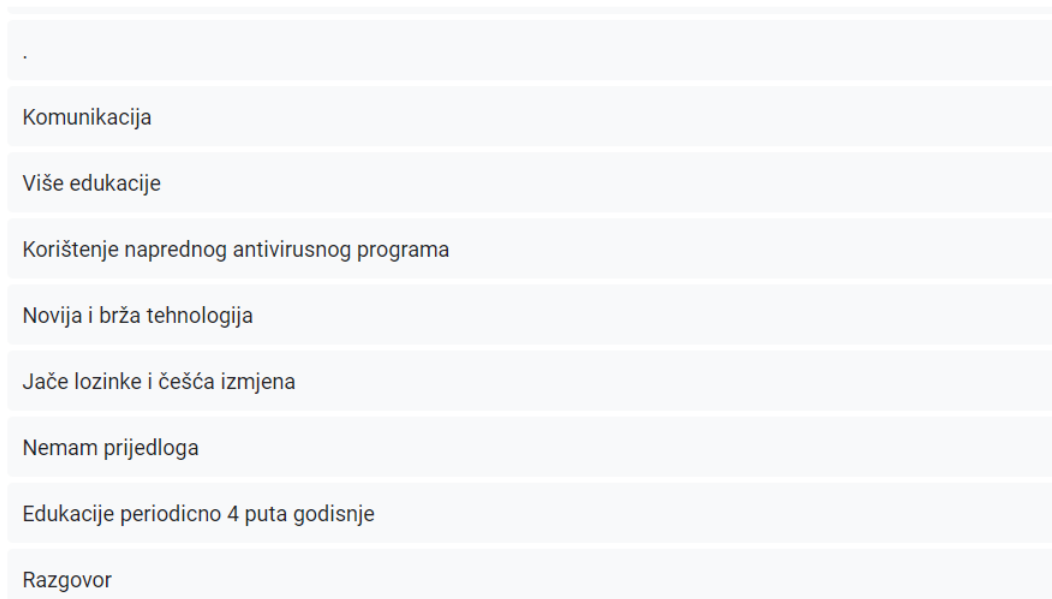 .
Komunikacija
Više edukacije
Korištenje naprednog antivirusnog programa
Novija i brža tehnologija
Jače lozinke i češća izmjena
Nemam prijedloga
Edukacije periodicno 4 puta godisnje
Razgovor